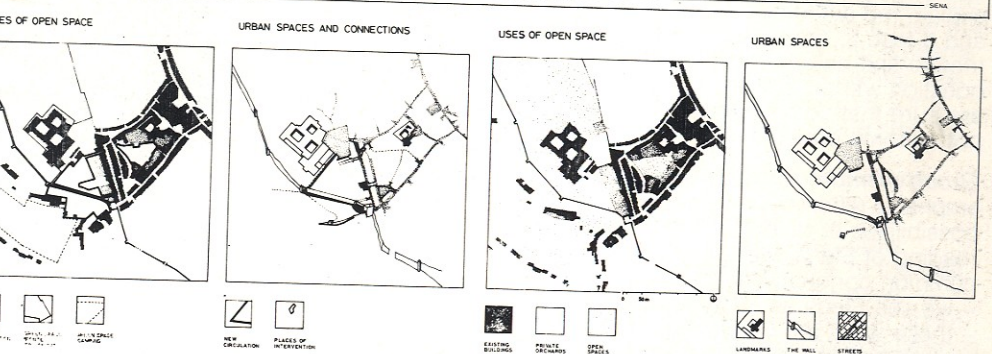 SIENA
ES OF OPEN SPACE
URBAN SPACES AND CONNECTIONS
USES OF OPEN SPACE
URBAN SPACES
0 50m
NEW
CIRCULATION
PLACES OF
INTERVENTION
EXISTING
BUILDINGS
PRIVATE
ORCHARDS
OPEN
SPACES
LANDMARKS
THE WALL
STREETS